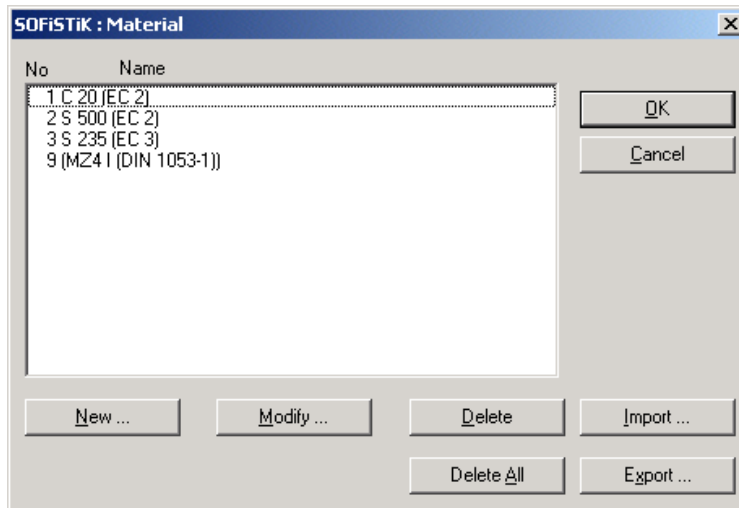 SOFiSTiK : Material
No Name
1 C 20 (EC 2)
2 S 500 (EC 2)
3 S 235 (EC 3)
9 (MZ4 I (DIN 1053-1))
OK
Cancel
New ...
Modify ...
Delete
Import ...
Delete All
Export ...